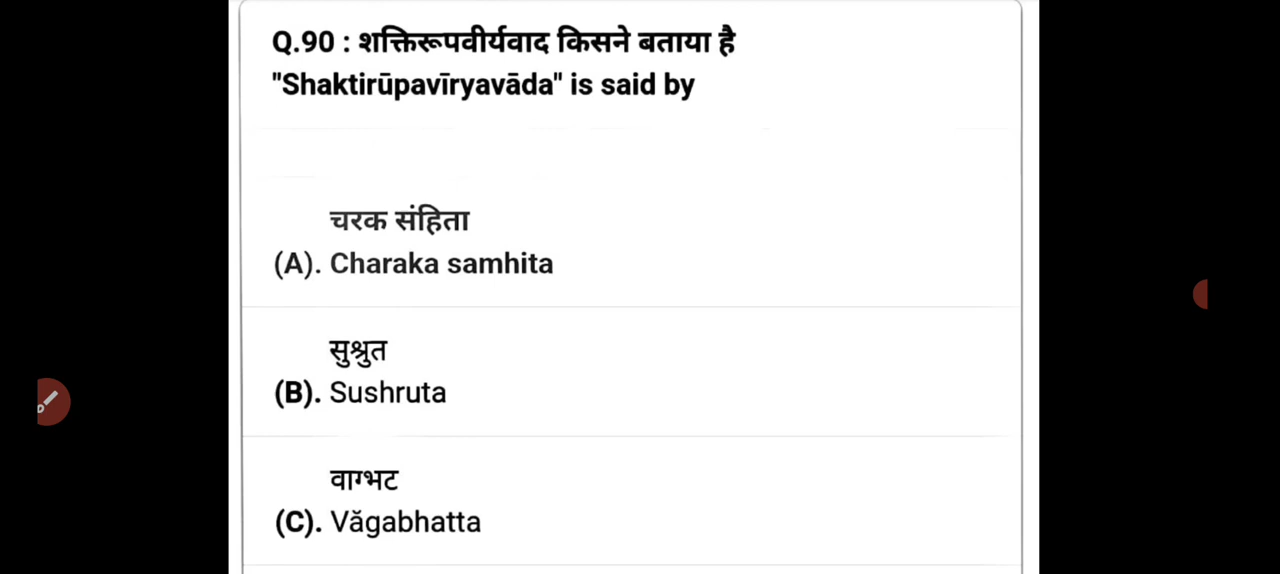 Q.90 : शक्तिरूपवीर्यवाद किसने बताया है
"Shaktirūpavīryavāda" is said by
चरक संहिता
(A). Charaka samhita
सुश्रुत
(B). Sushruta
वाग्भट
(C). Văgabhatta